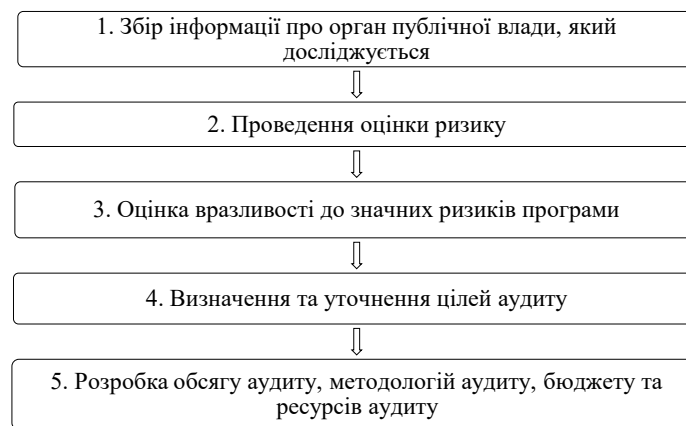 1. Збір інформації про орган публічної влади, який
досліджується
2. Проведення оцінки ризику
3. Оцінка вразливості до значних ризиків програми
4. Визначення та уточнення цілей аудиту
5. Розробка обсягу аудиту, методологій аудиту, бюджету та
ресурсів аудиту